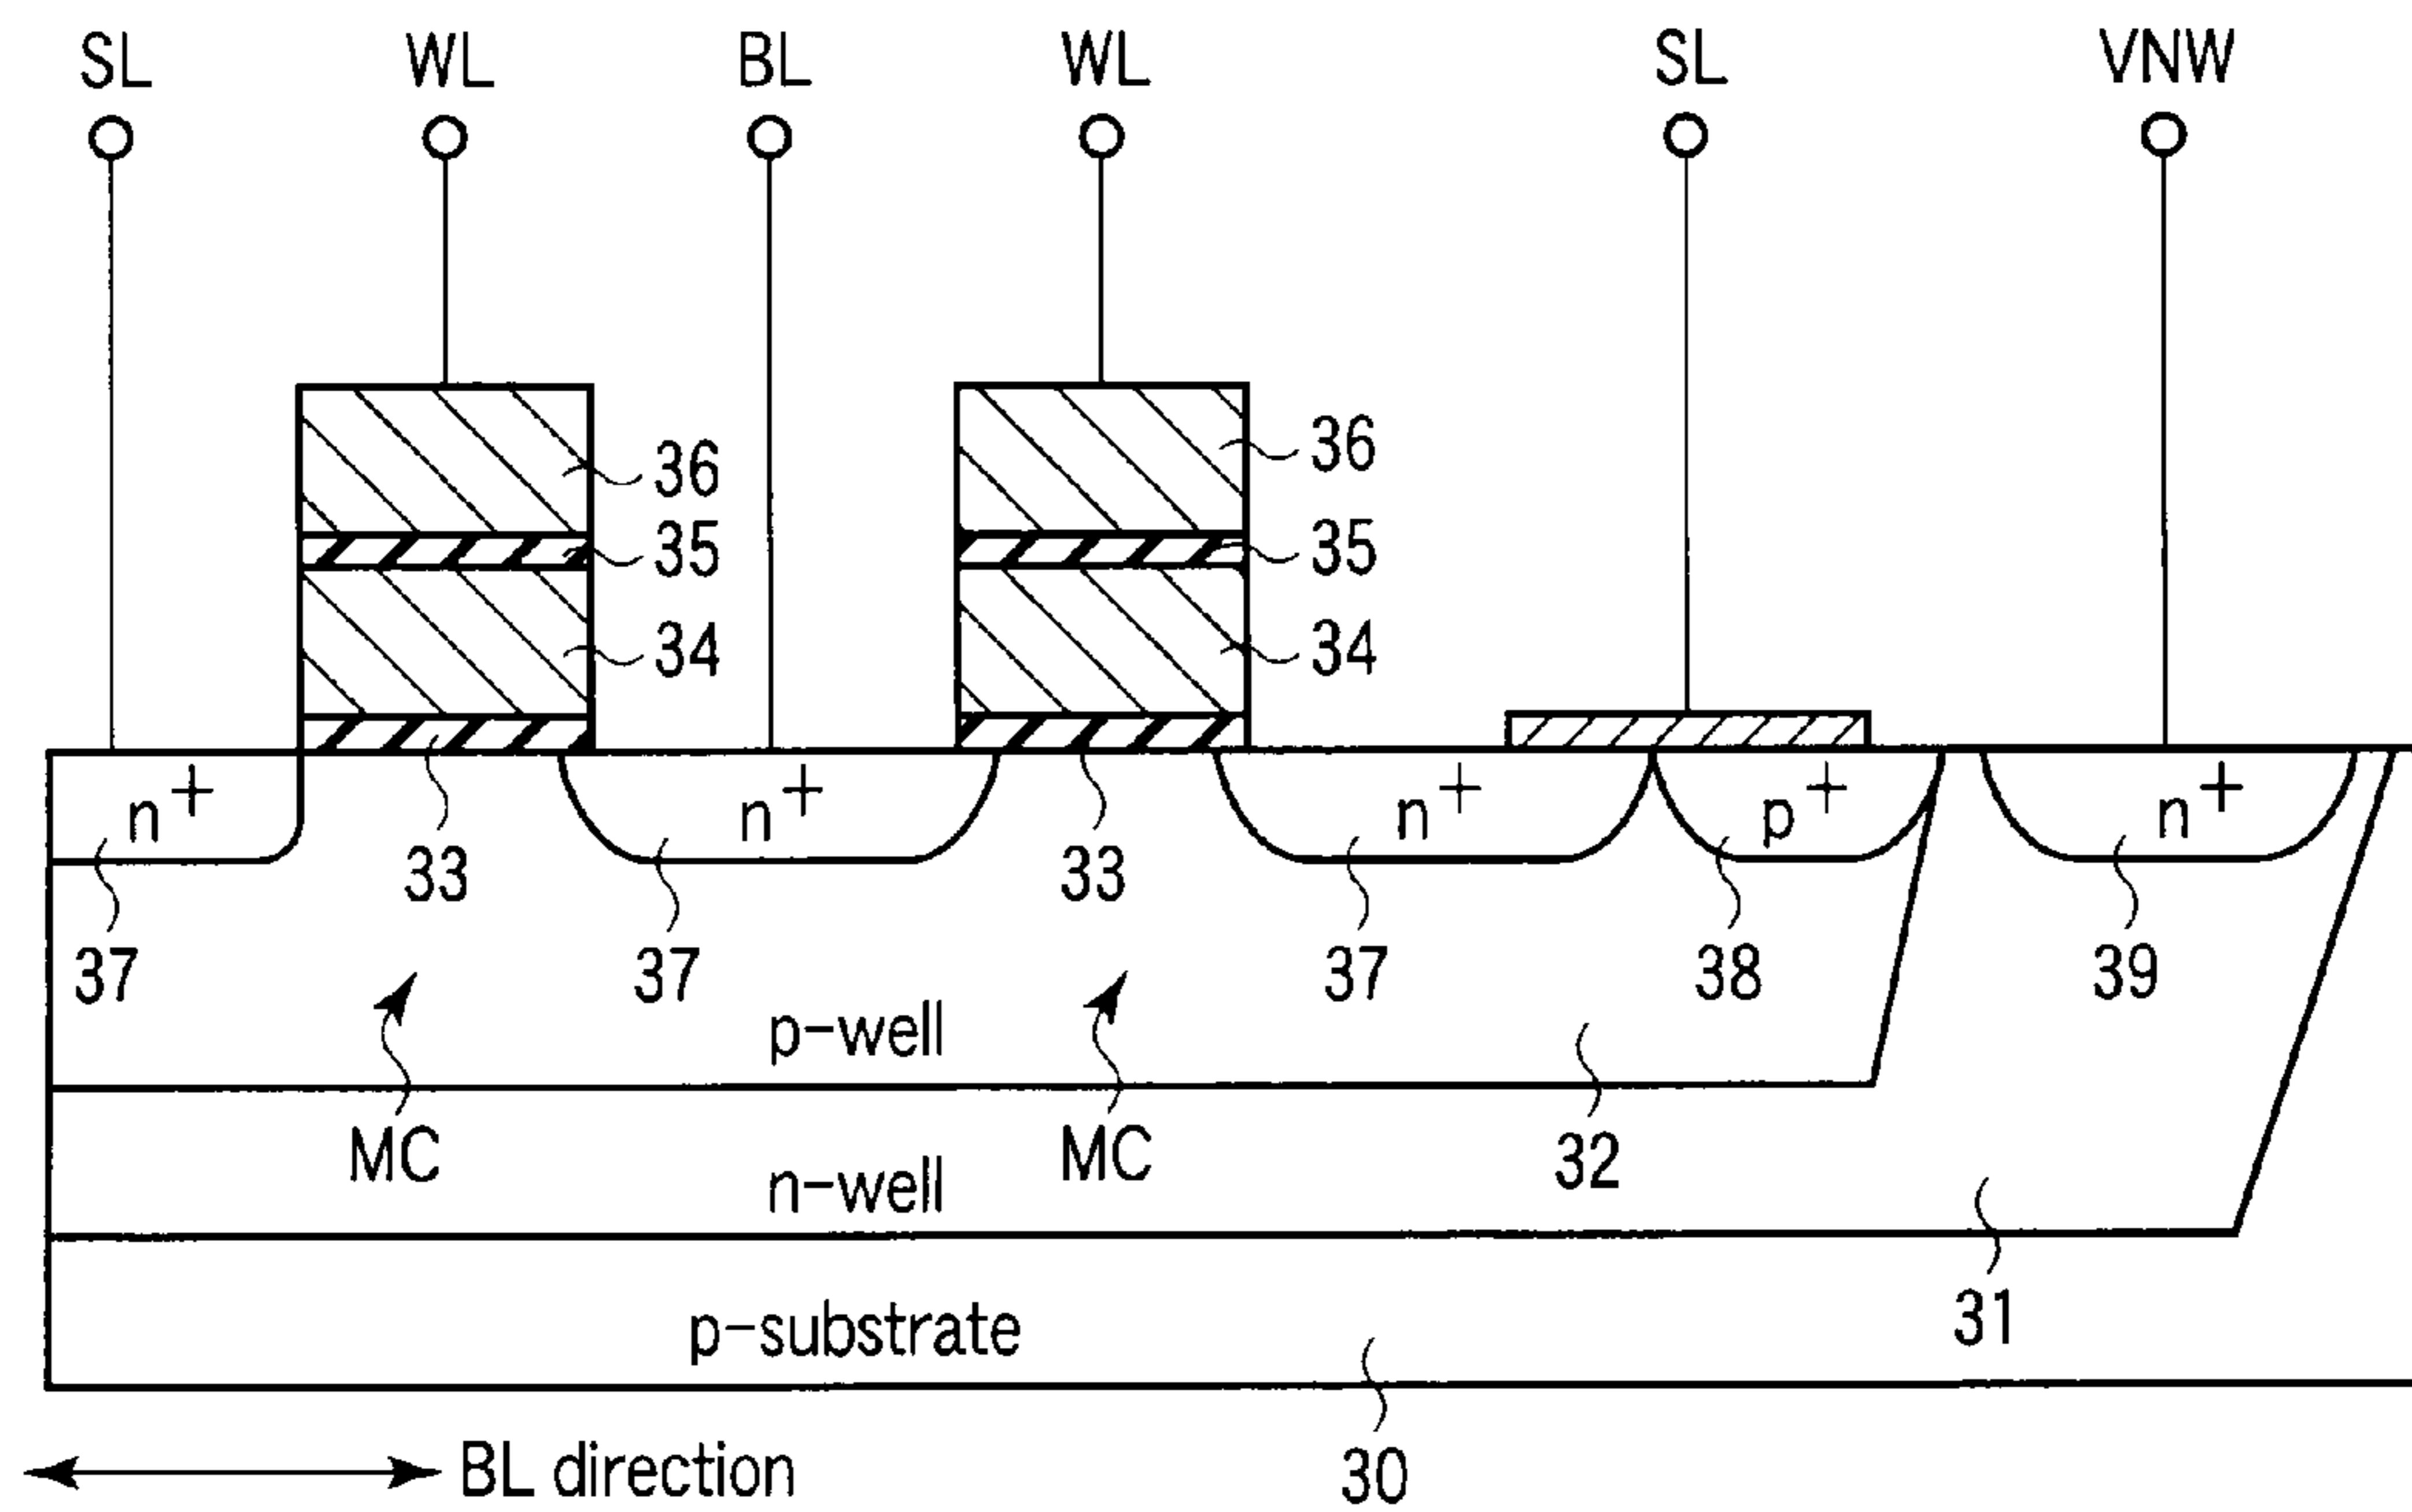 SL WL BL WL SL VNW
36 36
35 35
34 34
n+ n+ n+ p+ n+
33 33
37 37 37 38 39
p-well
MC MC 32
n-well
31
p-substrate
BL direction 30